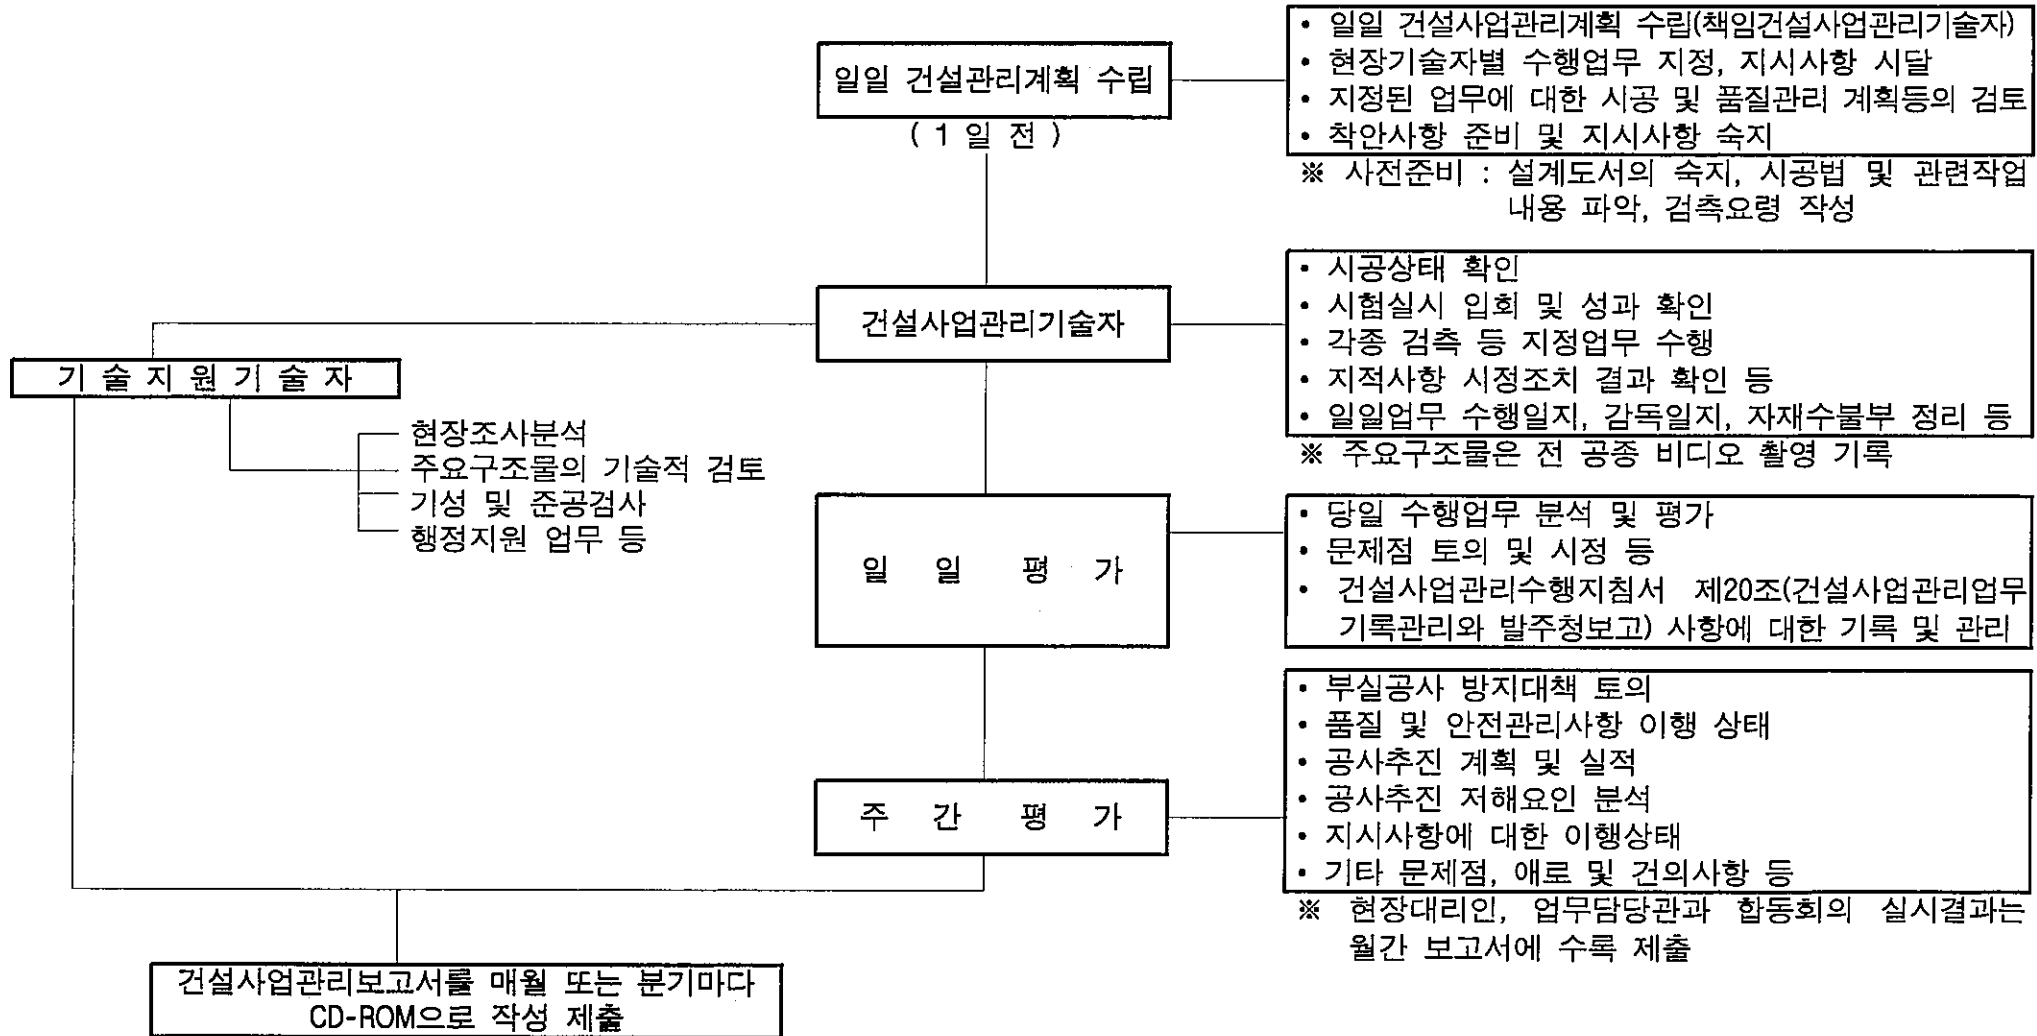 일일 건설관리계획 수립
( 1 일 전 )
• 일일 건설사업관리계획 수립(책임건설사업관리기술자)
• 현장기술자별 수행업무 지정, 지시사항 시달
• 지정된 업무에 대한 시공 및 품질관리 계획등의 검토
• 착안사항 준비 및 지시사항 숙지
※ 사전준비 : 설계도서의 숙지, 시공법 및 관련작업
내용 파악, 검측요령 작성
건설사업관리기술자
• 시공상태 확인
• 시험실시 입회 및 성과 확인
• 각종 검측 등 지정업무 수행
• 지적사항 시정조치 결과 확인 등
• 일일업무 수행일지, 감독일지, 자재수불부 정리 등
※ 주요구조물은 전 공종 비디오 촬영 기록
기 술 지 원 기 술 자
현장조사분석
주요구조물의 기술적 검토
기성 및 준공검사
행정지원 업무 등
일 일 평 가
• 당일 수행업무 분석 및 평가
• 문제점 토의 및 시정 등
• 건설사업관리수행지침서 제20조(건설사업관리업무
기록관리와 발주청보고) 사항에 대한 기록 및 관리
주 간 평 가
• 부실공사 방지대책 토의
• 품질 및 안전관리사항 이행 상태
• 공사추진 계획 및 실적
• 공사추진 저해요인 분석
• 지시사항에 대한 이행상태
• 기타 문제점, 애로 및 건의사항 등
※ 현장대리인, 업무담당관과 합동회의 실시결과는
월간 보고서에 수록 제출
건설사업관리보고서를 매월 또는 분기마다
CD-ROM으로 작성 제출